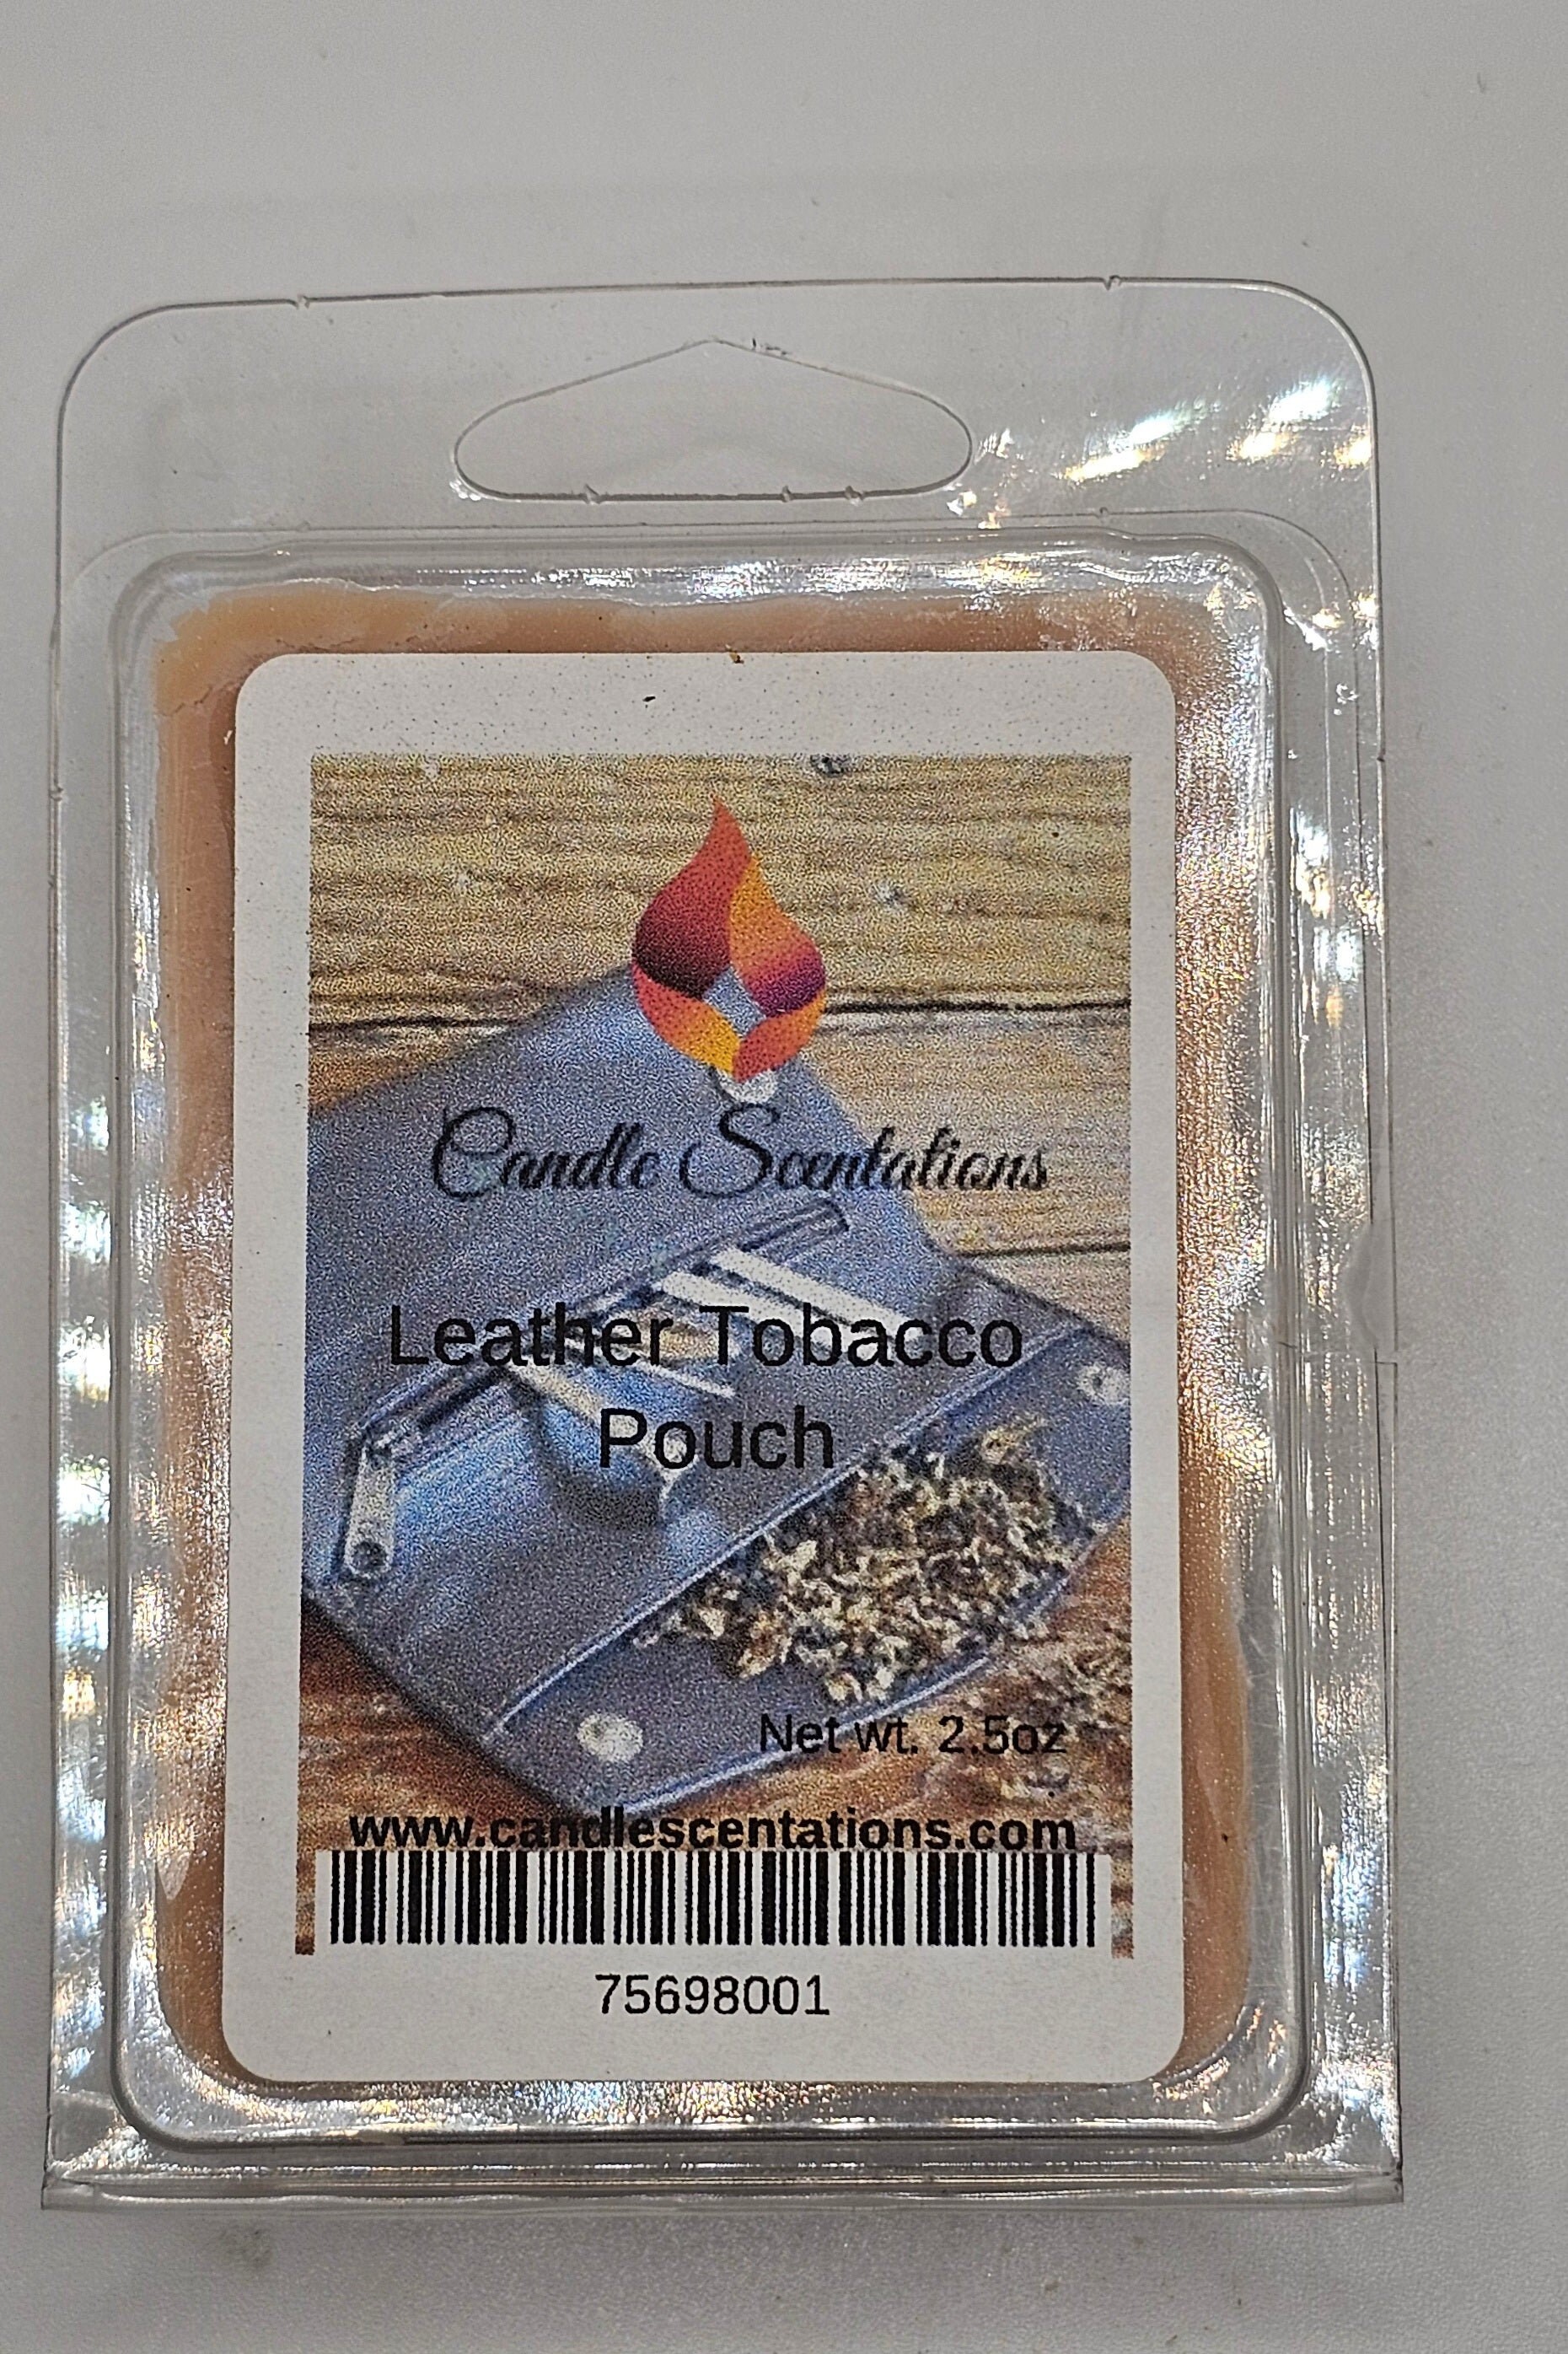 Candle Scentations
Leather Tobacco
Pouch
Net wt. 2.5oz
www.candlescentations.com
75698001